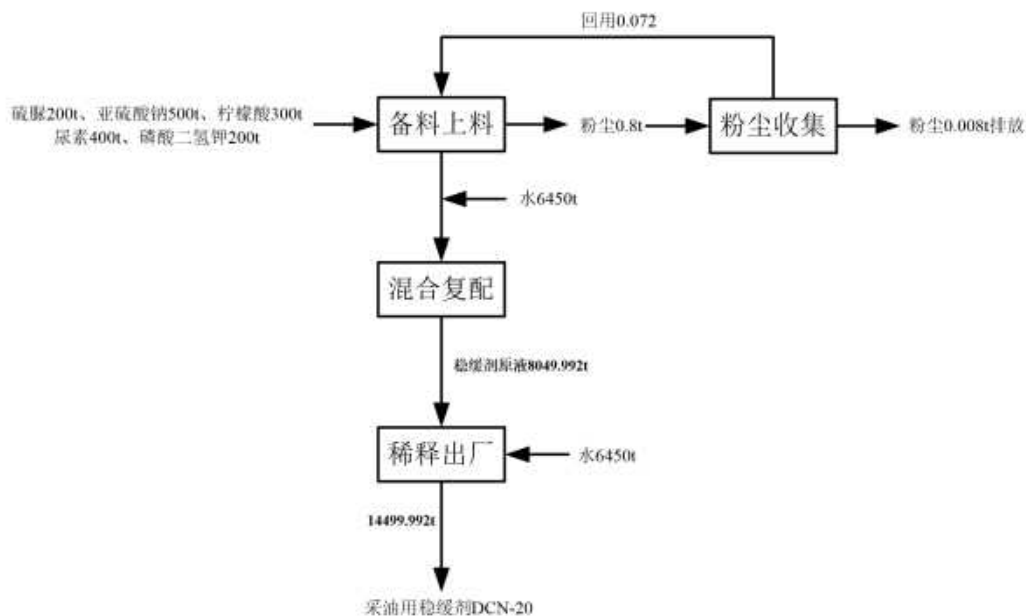 回用0.072
硫脲200t、亚硫酸钠500t、柠檬酸300t
尿素400t、磷酸二氢钾200t
备料上料
粉尘0.8t
粉尘收集
粉尘0.008t排放
水6450t
混合复配
稳缓剂原液8049.992t
稀释出厂
水6450t
14499.992t
采油用稳缓剂DCN-20